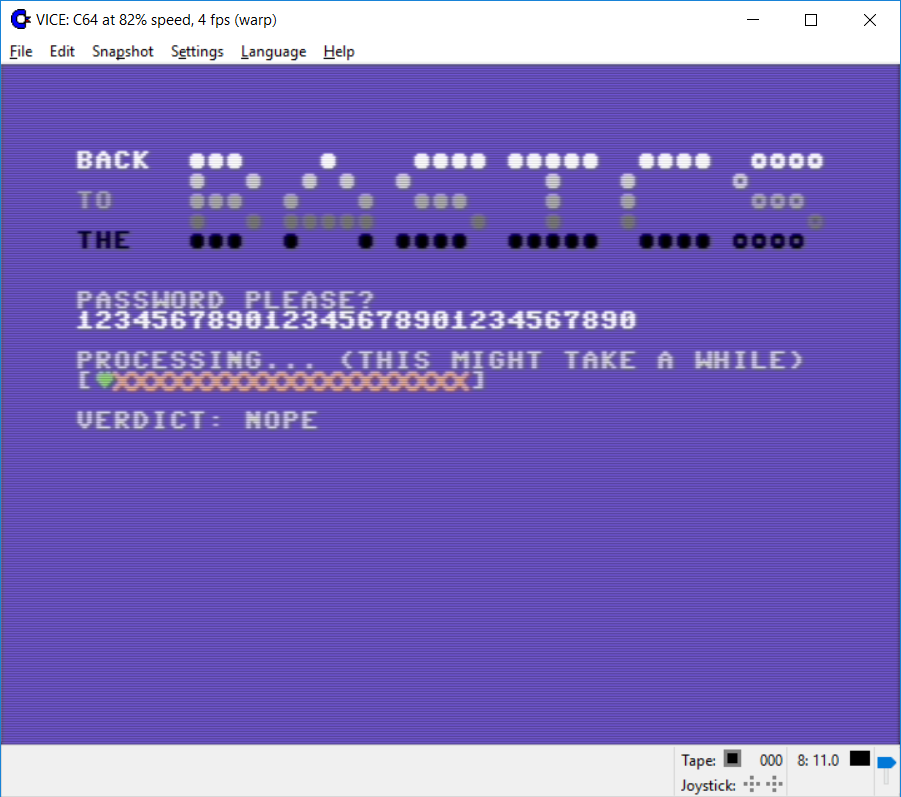 VICE: C64 at 82% speed, 4 fps (warp)
File Edit Snapshot Settings Language Help
BACK
TO
THE
BASICS
PASSWORD PLEASE?
123456789012345678901234567890
PROCESSING... (THIS MIGHT TAKE A WHILE)
[♥XXXXXXXXXXXXXXXXXXX]
VERDICT: NOPE
Tape: 000 8: 11.0
Joystick: